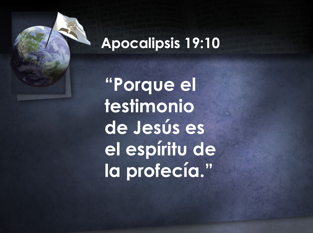 Apocalipsis 19:10
“Porque el
testimonio
de Jesús es
el espíritu de
la profecía.”